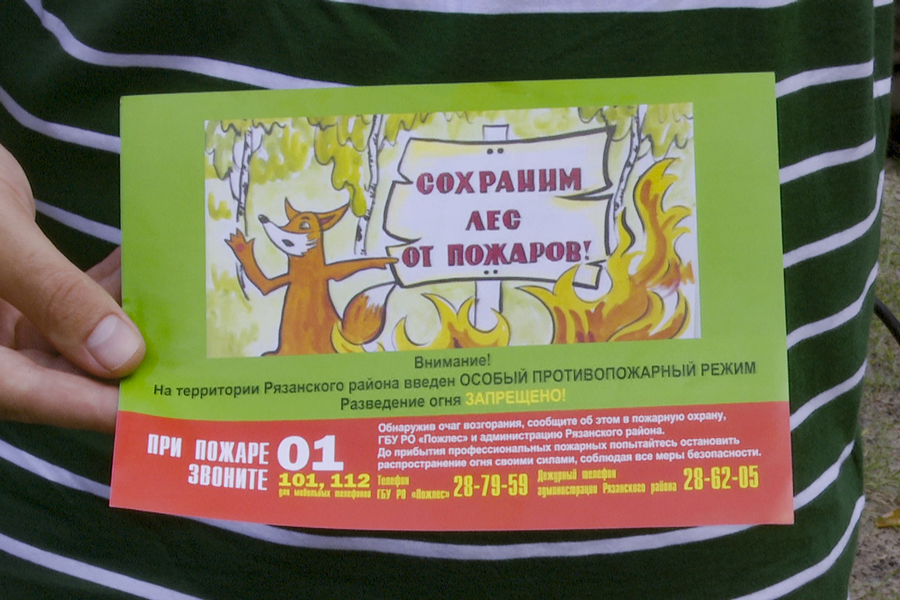 СОХРАНИМ
ЛЕС
ОТ ПОЖАРОВ!
Внимание!
На территории Рязанского района введен ОСОБЫЙ ПРОТИВОПОЖАРНЫЙ РЕЖИМ
Разведение огня ЗАПРЕЩЕНО!
ПРИ ПОЖАРЕ
ЗВОНИТЕ
01
101, 112
для мобильных телефонов
Обнаружив очаг возгорания, сообщите об этом в пожарную охрану,
ГБУ РО «Пожлес» и администрацию Рязанского района.
До прибытия профессиональных пожарных попытайтесь остановить
распространение огня своими силами, соблюдая все меры безопасности.
Телефон
ГБУ РО «Пожлес» 28-79-59
Дежурный телефон
администрации Рязанского района 28-62-05